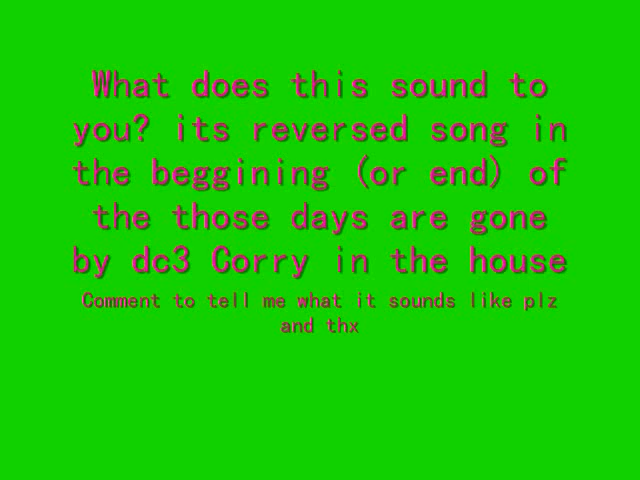 What does this sound to
you? its reversed song in
the beggining (or end) of
the those days are gone
by dc3 Corry in the house
Comment to tell me what it sounds like plz
and thx